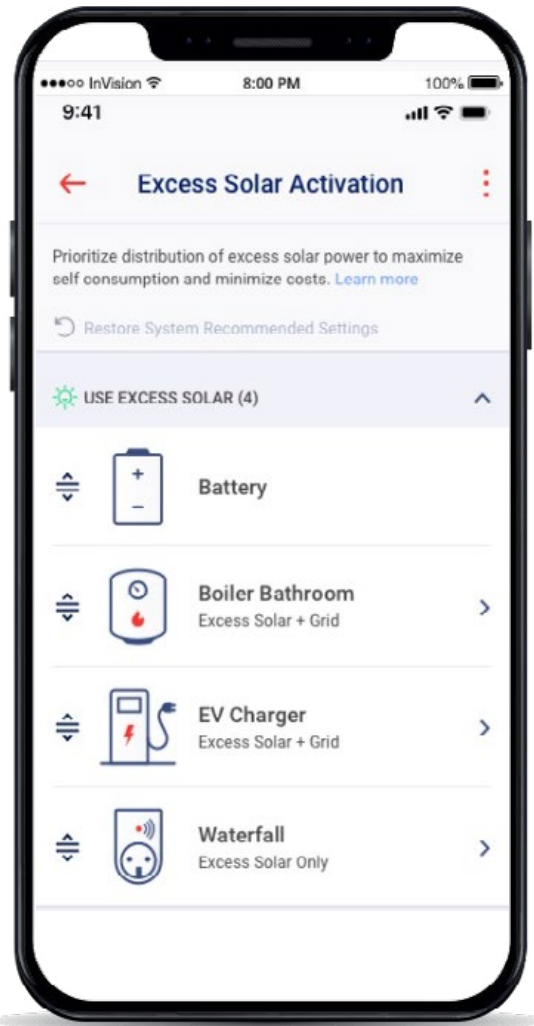 InVision 8:00 PM 100%
9:41
Excess Solar Activation
Prioritize distribution of excess solar power to maximize
self consumption and minimize costs. Learn more
Restore System Recommended Settings
USE EXCESS SOLAR (4)
Battery
Boiler Bathroom
Excess Solar + Grid
EV Charger
Excess Solar + Grid
Waterfall
Excess Solar Only